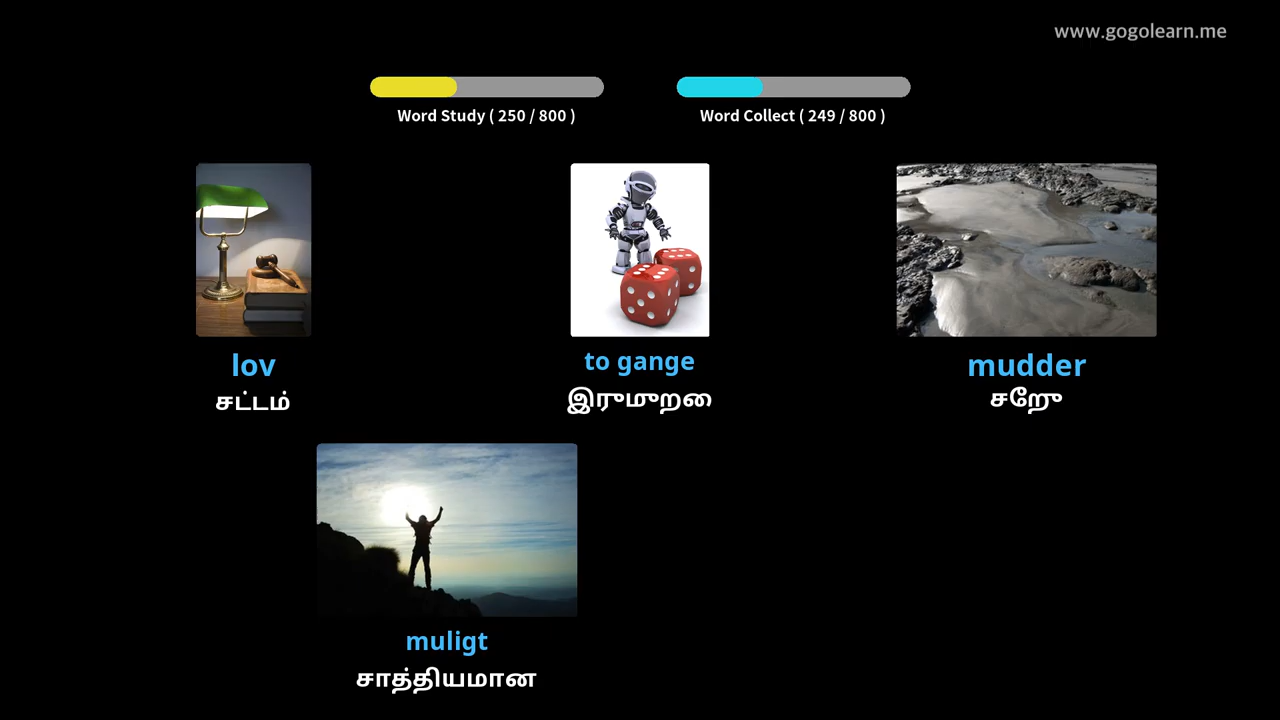 www.gogolearn.me
Word Study ( 250 / 800 )
Word Collect ( 249 / 800 )
lov
சட்டம்
to gange
இருமுறை
mudder
சேறு
muligt
சாத்தியமான